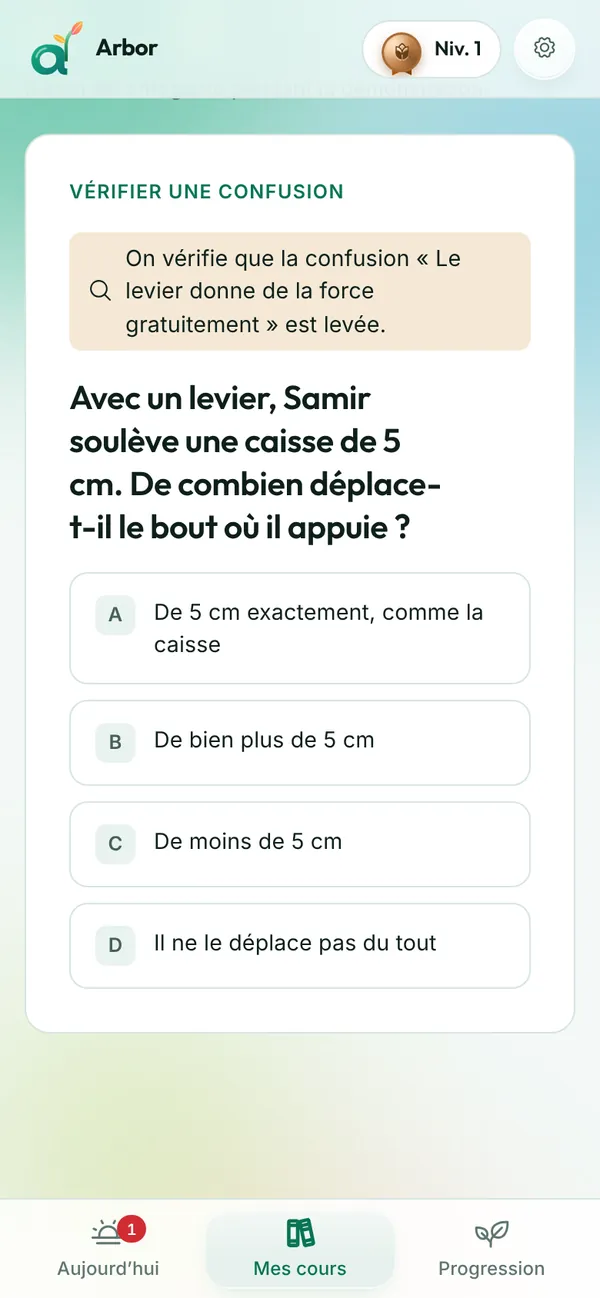 Arbor
Niv. 1
VÉRIFIER UNE CONFUSION
On vérifie que la confusion « Le
levier donne de la force
gratuitement » est levée.
Avec un levier, Samir
soulève une caisse de 5
cm. De combien déplace-
t-il le bout où il appuie ?
A
De 5 cm exactement, comme la
caisse
B
De bien plus de 5 cm
C
De moins de 5 cm
D
Il ne le déplace pas du tout
1
Aujourd’hui
Mes cours
Progression